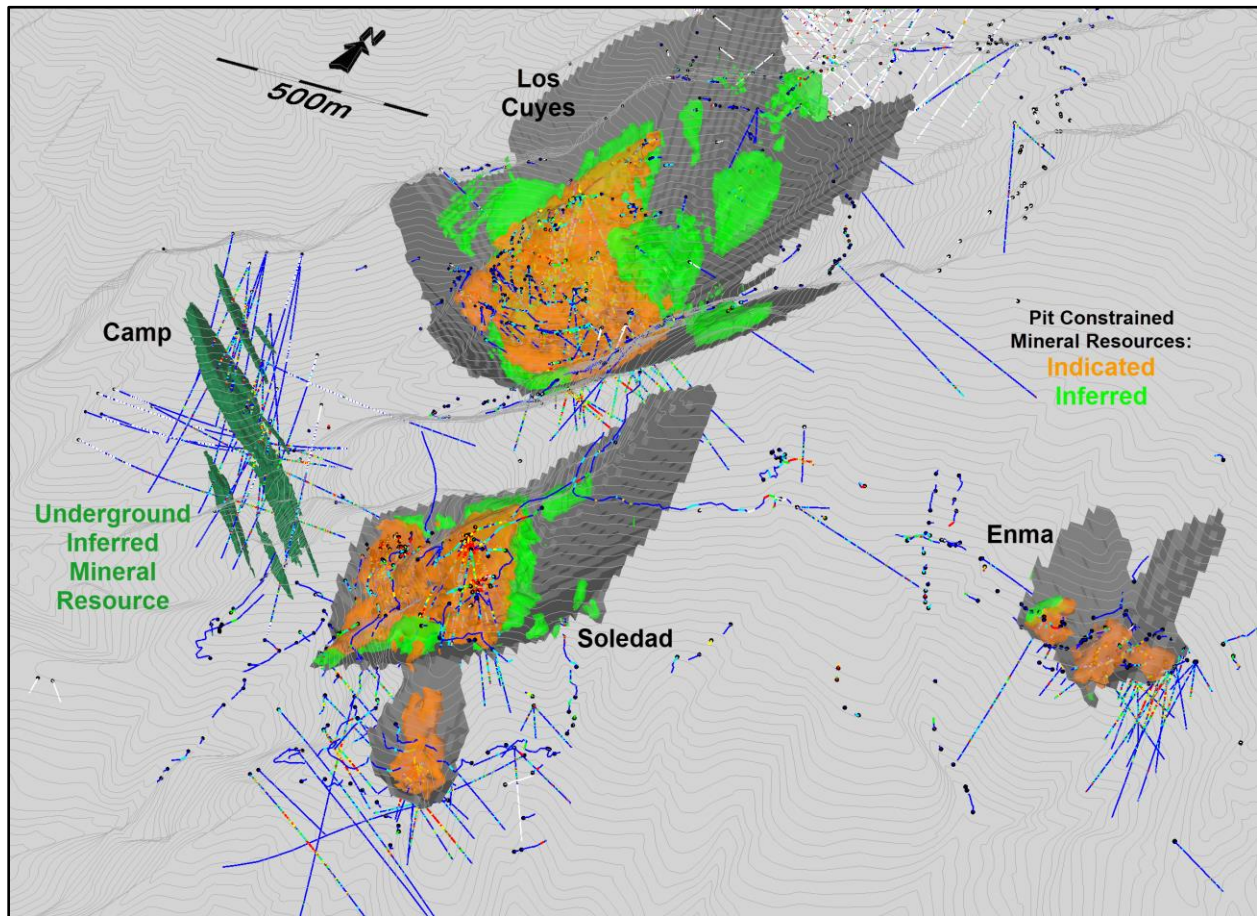 N
500m
Los
Cuyes
Camp
Pit Constrained
Mineral Resources:
Indicated
Inferred
Underground
Inferred
Mineral
Resource
Enma
Soledad